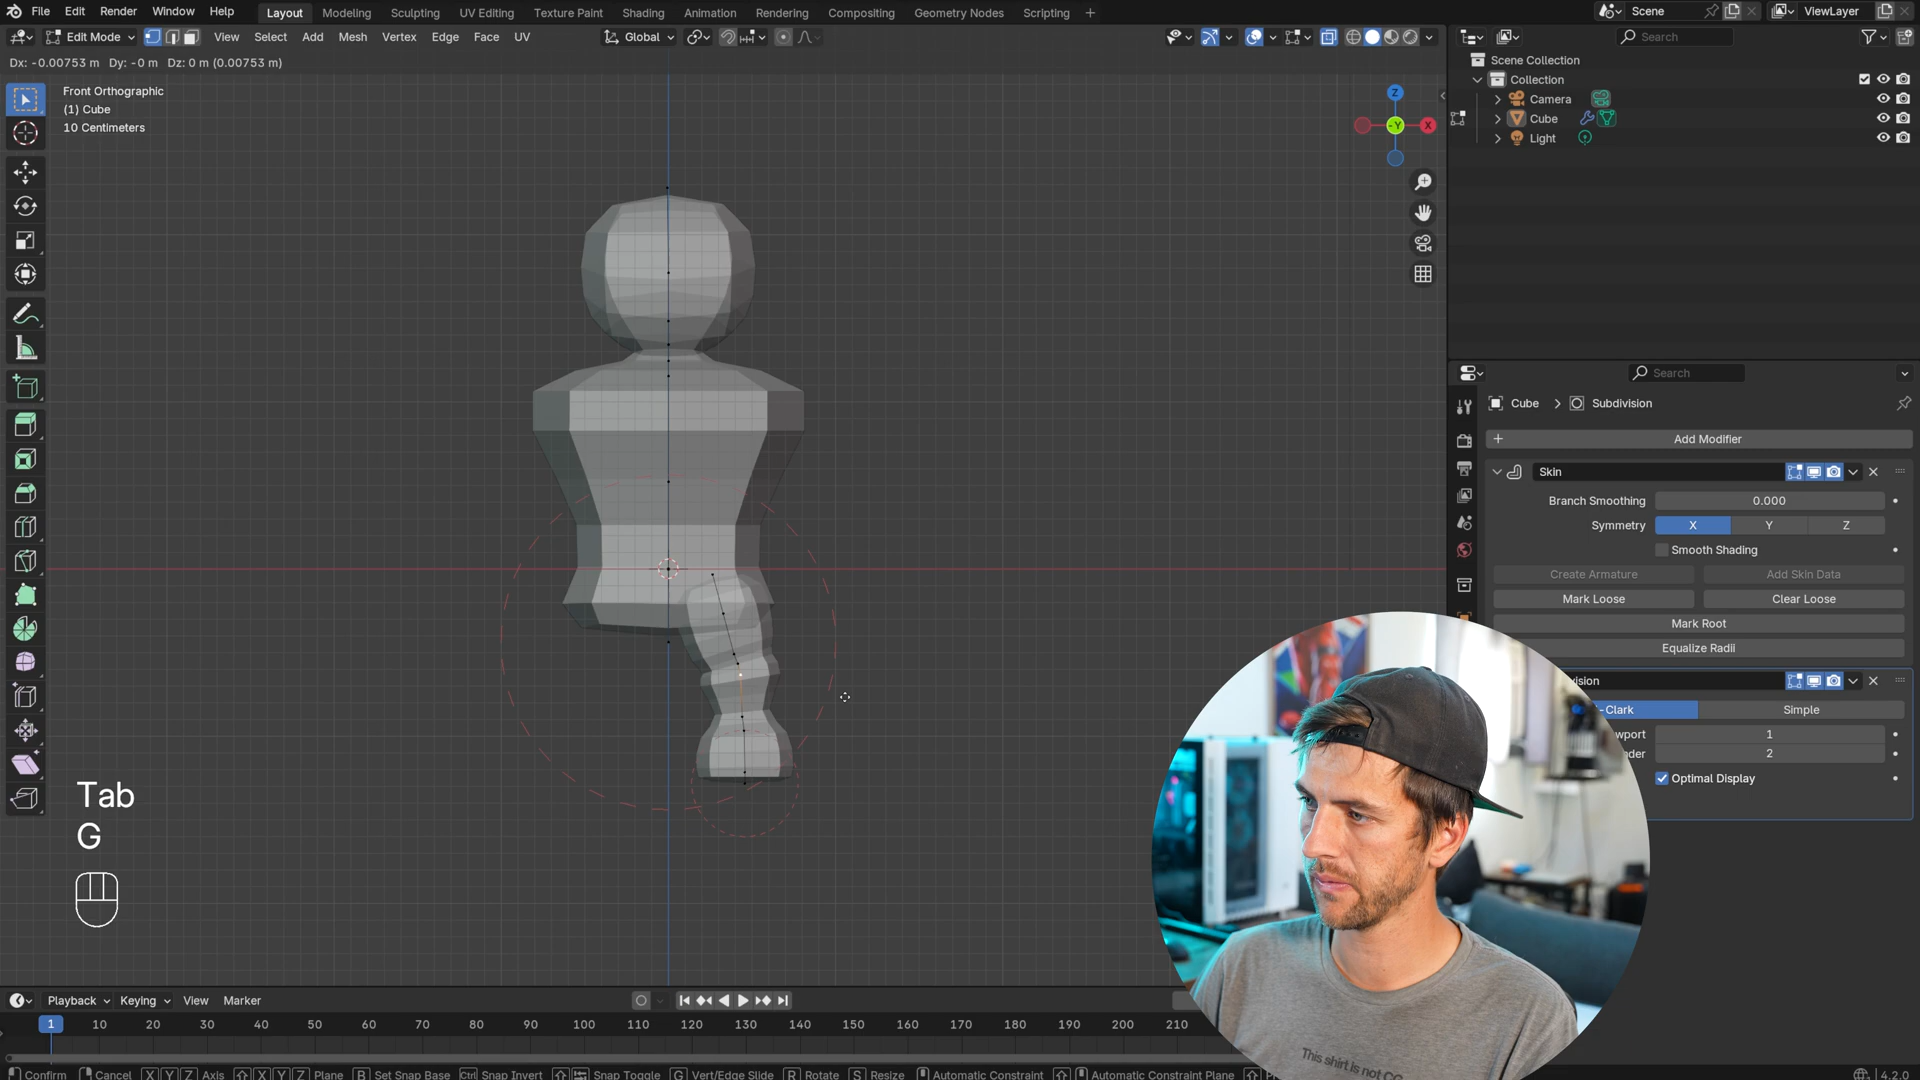 File Edit Render Window Help Layout Modeling Sculpting UV Editing Texture Paint Shading Animation Rendering Compositing Geometry Nodes Scripting + Scene ViewLayer
Edit Mode View Select Add Mesh Vertex Edge Face UV Global Search
Dx: -0.00753 m Dy: -0 m Dz: 0 m (0.00753 m)
Front Orthographic
(1) Cube
10 Centimeters
Z
-Y
X
Scene Collection
Collection
Camera
Cube
Light
Search
Cube > Subdivision
+ Add Modifier
Skin
Branch Smoothing 0.000
Symmetry X Y Z
Smooth Shading
Create Armature Add Skin Data
Mark Loose Clear Loose
Mark Root
Equalize Radii
-Clark Simple
1
2
Optimal Display
Tab
G
Playback Keying View Marker
1 10 20 30 40 50 60 70 80 90 100 110 120 130 140 150 160 170 180 190 200 210
Confirm Cancel X Y Z Axis X Y Z Plane B Set Snap Base Ctrl Snap Invert Snap Toggle G Vert/Edge Slide R Rotate S Resize Automatic Constraint Automatic Constraint Plane 4.2.0
This shirt is not CG